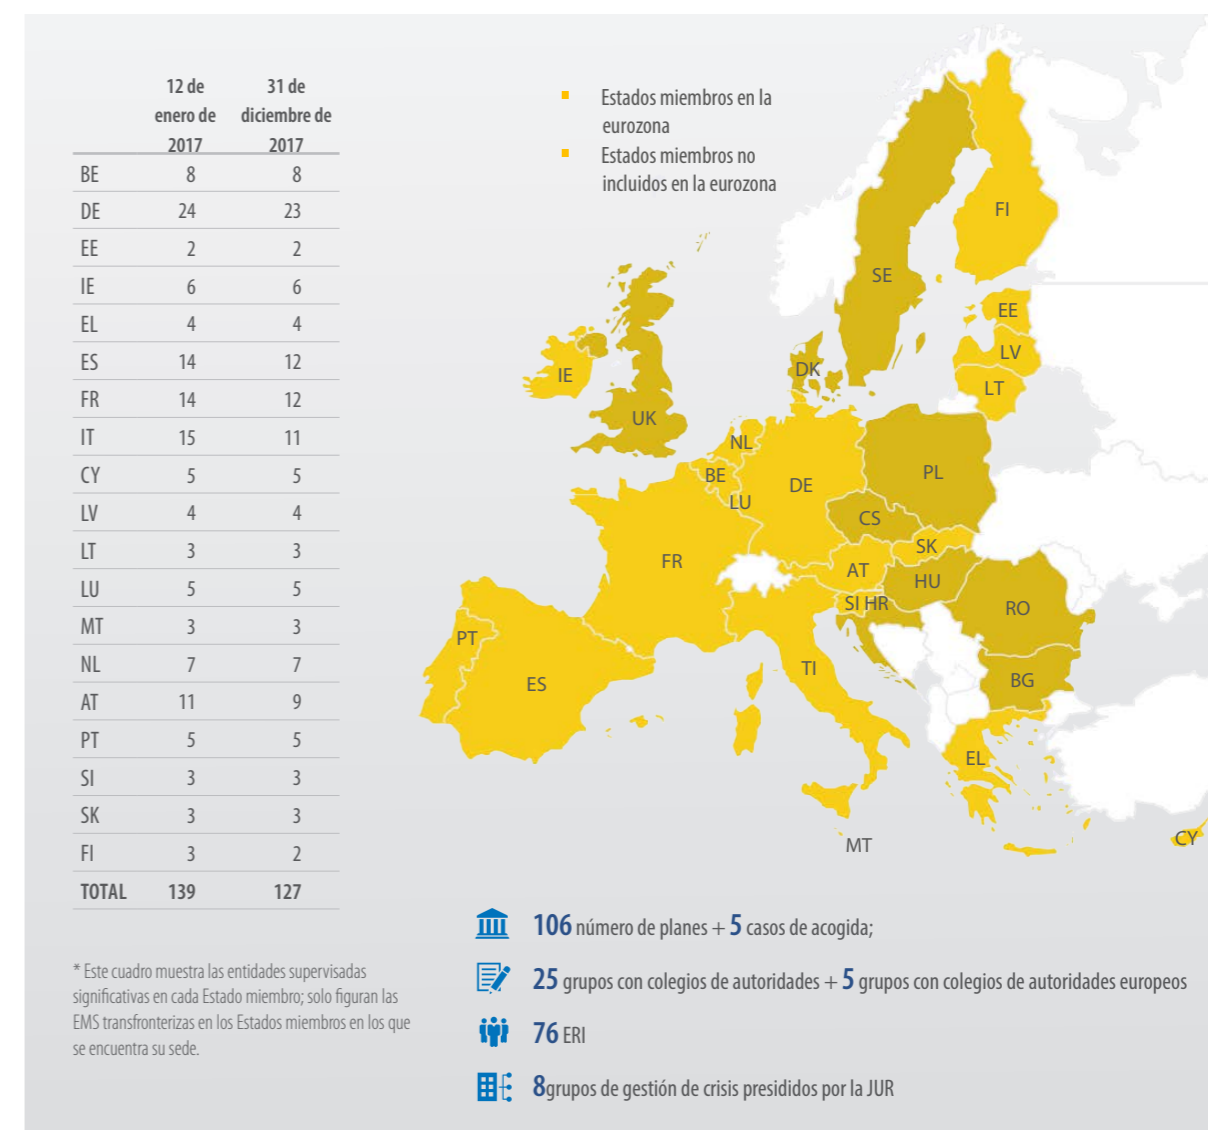 12 de
enero de
2017
31 de
diciembre de
2017
BE 8 8
DE 24 23
EE 2 2
IE 6 6
EL 4 4
ES 14 12
FR 14 12
IT 15 11
CY 5 5
LV 4 4
LT 3 3
LU 5 5
MT 3 3
NL 7 7
AT 11 9
PT 5 5
SI 3 3
SK 3 3
FI 3 2
TOTAL 139 127
* Este cuadro muestra las entidades supervisadas
significativas en cada Estado miembro; solo figuran las
EMS transfronterizas en los Estados miembros en los que
se encuentra su sede.
Estados miembros en la
eurozona
Estados miembros no
incluidos en la eurozona
FI
SE
EE
LV
LT
DK
IE
UK
NL
BE
LU
DE
PL
CS
SK
FR
AT
HU
SI HR
RO
PT
ES
TI
BG
EL
MT
CY
106 número de planes + 5 casos de acogida;
25 grupos con colegios de autoridades + 5 grupos con colegios de autoridades europeos
76 ERI
8grupos de gestión de crisis presididos por la JUR